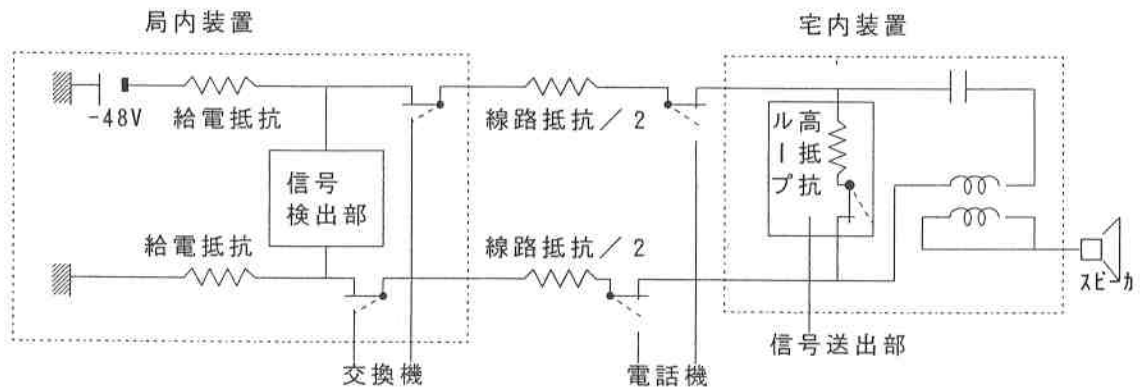 局内装置
宅内装置
-48V
給電抵抗
線路抵抗／2
高抵抗
ループ
信号
検出部
給電抵抗
線路抵抗／2
スピーカ
信号送出部
交換機
電話機